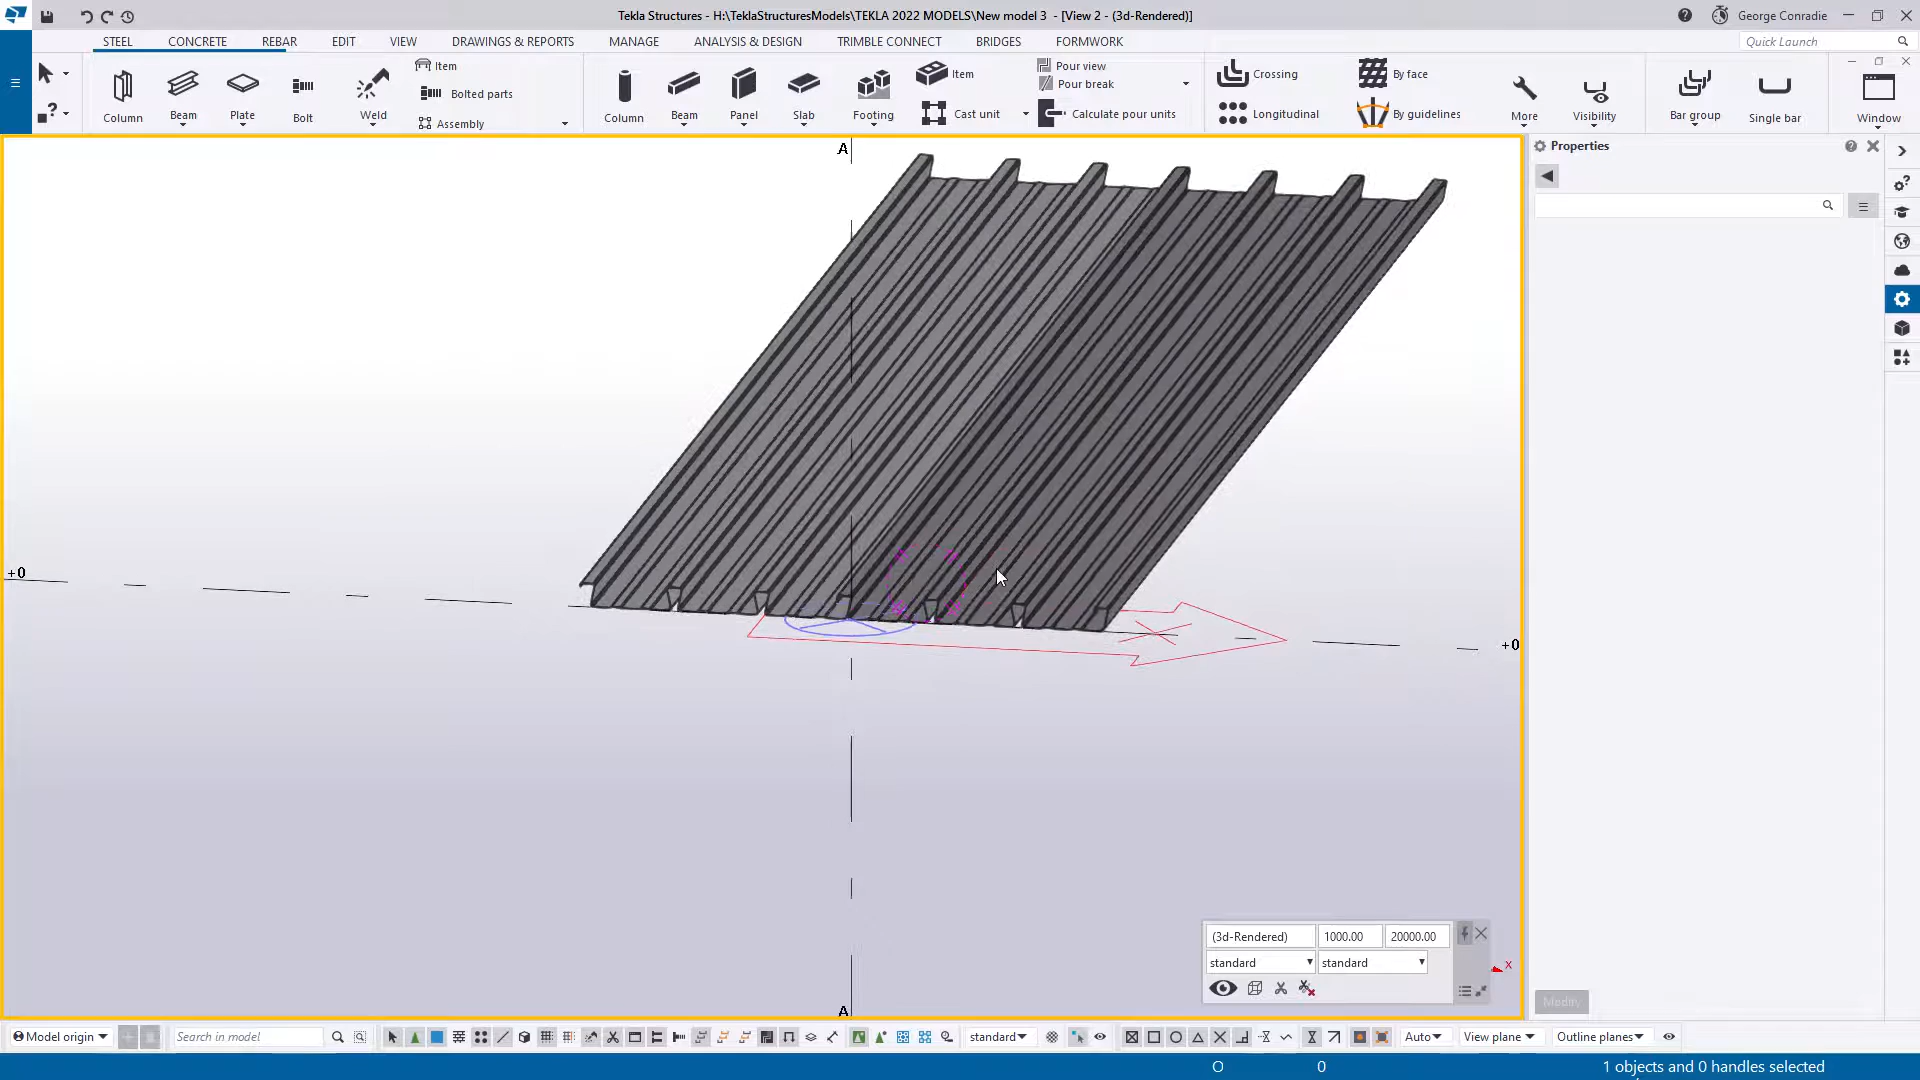 Tekla Structures - H:\TeklaStructuresModels\TEKLA 2022 MODELS\New model 3 - [View 2 - (3d-Rendered)]
George Conradie
STEEL CONCRETE REBAR EDIT VIEW DRAWINGS & REPORTS MANAGE ANALYSIS & DESIGN TRIMBLE CONNECT BRIDGES FORMWORK
Quick Launch
Column Beam Plate Bolt Weld
Item
Bolted parts
Assembly
Column Beam Panel Slab Footing
Item
Cast unit
Pour view
Pour break
Calculate pour units
Crossing
Longitudinal
By face
By guidelines
More Visibility
Bar group Single bar
Window
Properties
A
+0
+0
A
(3d-Rendered) 1000.00 20000.00
standard standard
x
Modify
Model origin
Search in model
standard
Auto
View plane
Outline planes
O 0 1 objects and 0 handles selected